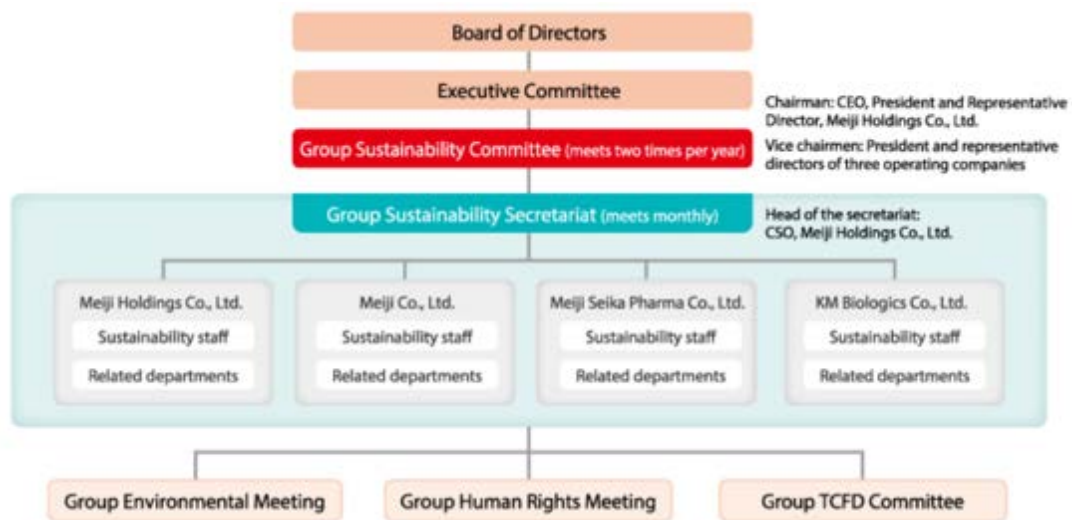 Board of Directors
Executive Committee
Chairman: CEO, President and Representative
Director, Meiji Holdings Co., Ltd.
Group Sustainability Committee (meets two times per year)
Vice chairmen: President and representative
directors of three operating companies
Group Sustainability Secretariat (meets monthly)
Head of the secretariat:
CSO, Meiji Holdings Co., Ltd.
Meiji Holdings Co., Ltd.
Sustainability staff
Related departments
Meiji Co., Ltd.
Sustainability staff
Related departments
Meiji Seika Pharma Co., Ltd.
Sustainability staff
Related departments
KM Biologics Co., Ltd.
Sustainability staff
Related departments
Group Environmental Meeting
Group Human Rights Meeting
Group TCFD Committee